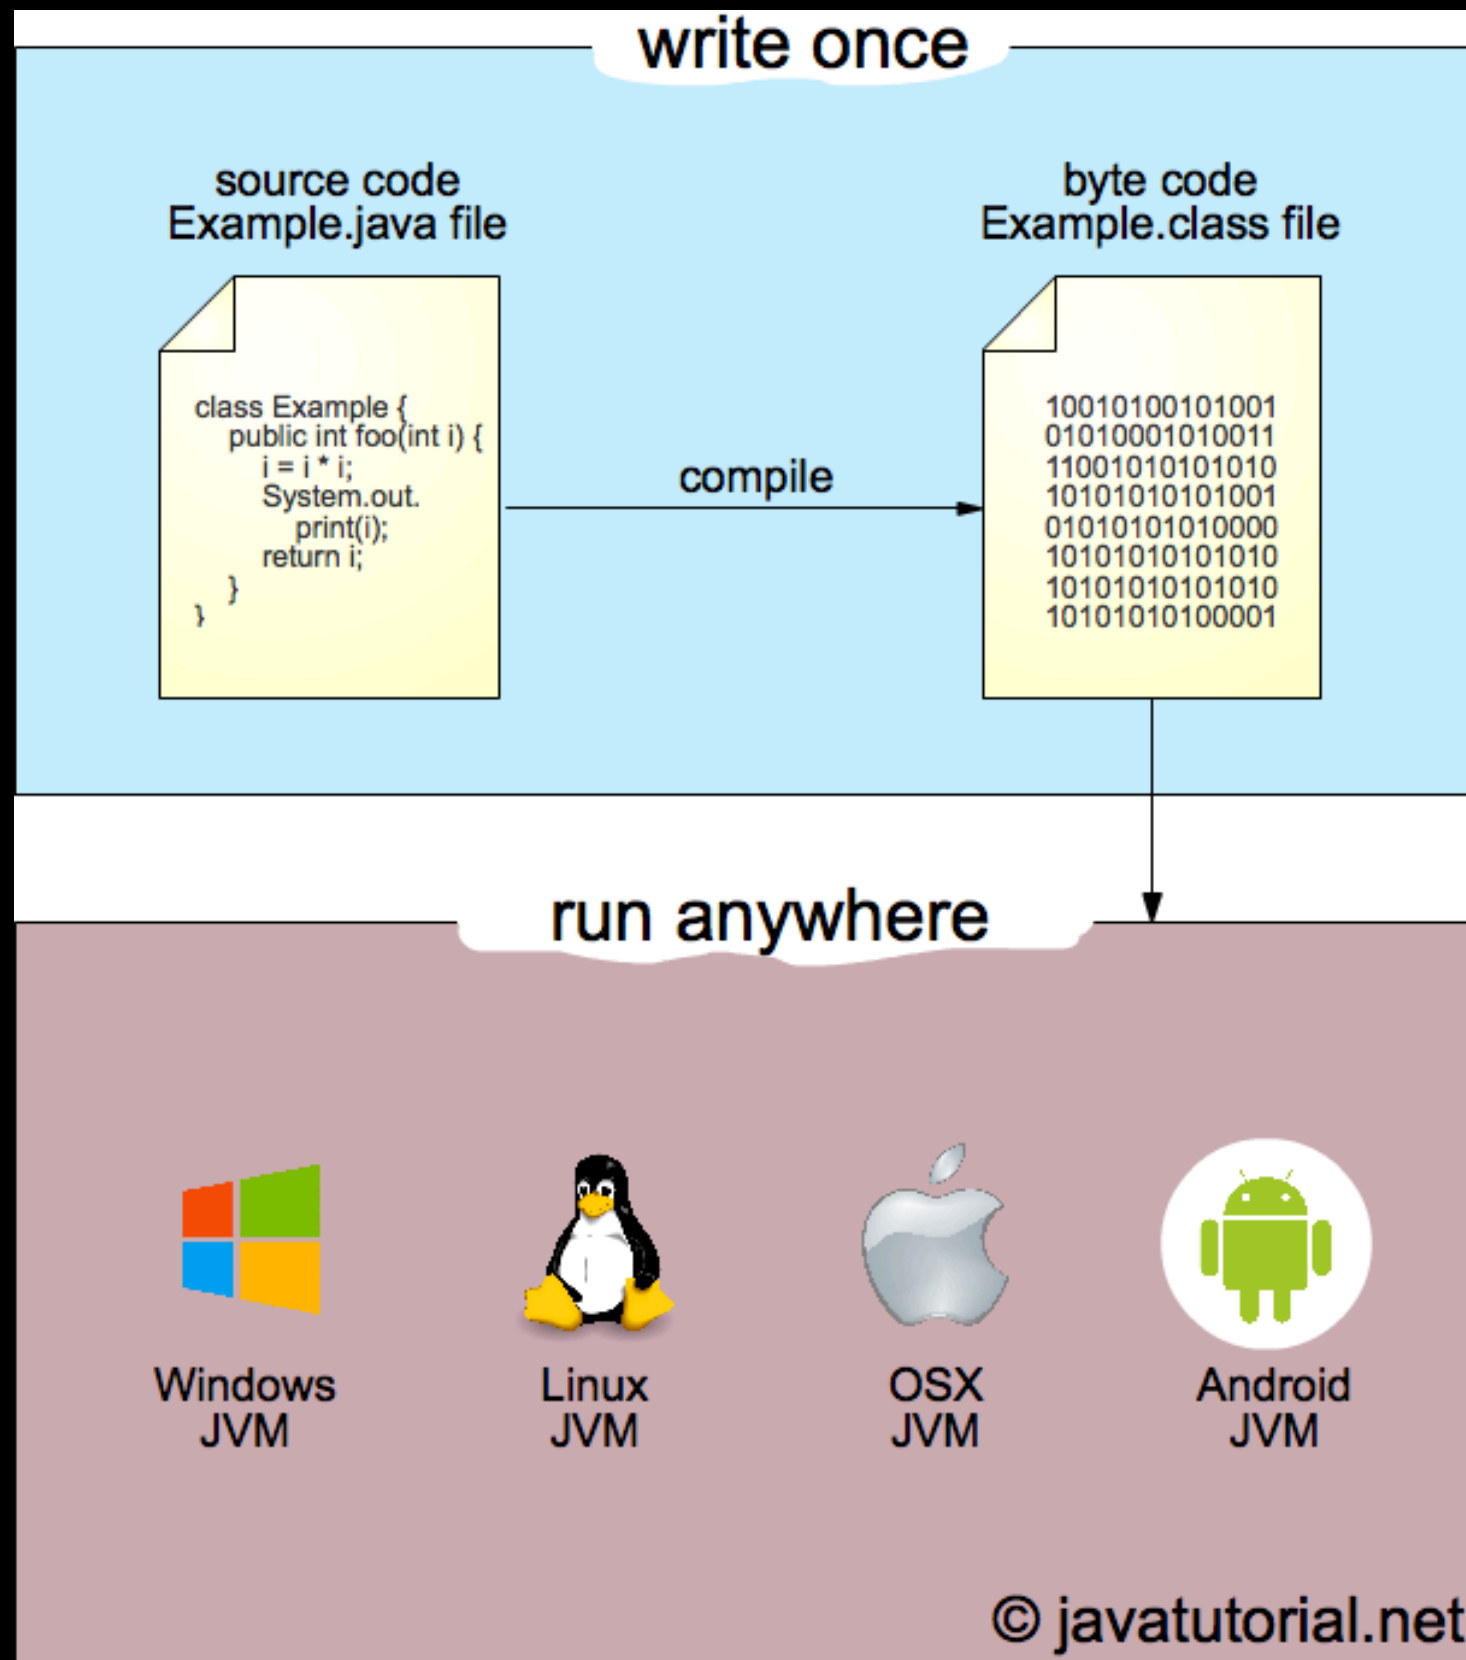 write once
source code
Example.java file
byte code
Example.class file
class Example {
public int foo(int i) {
i = i * i;
System.out.
print(i);
return i;
}
}
compile
10010100101001
01010001010011
11001010101010
10101010101001
01010101010000
10101010101010
10101010101010
10101010100001
run anywhere
Windows
JVM
Linux
JVM
OSX
JVM
Android
JVM
© javatutorial.net